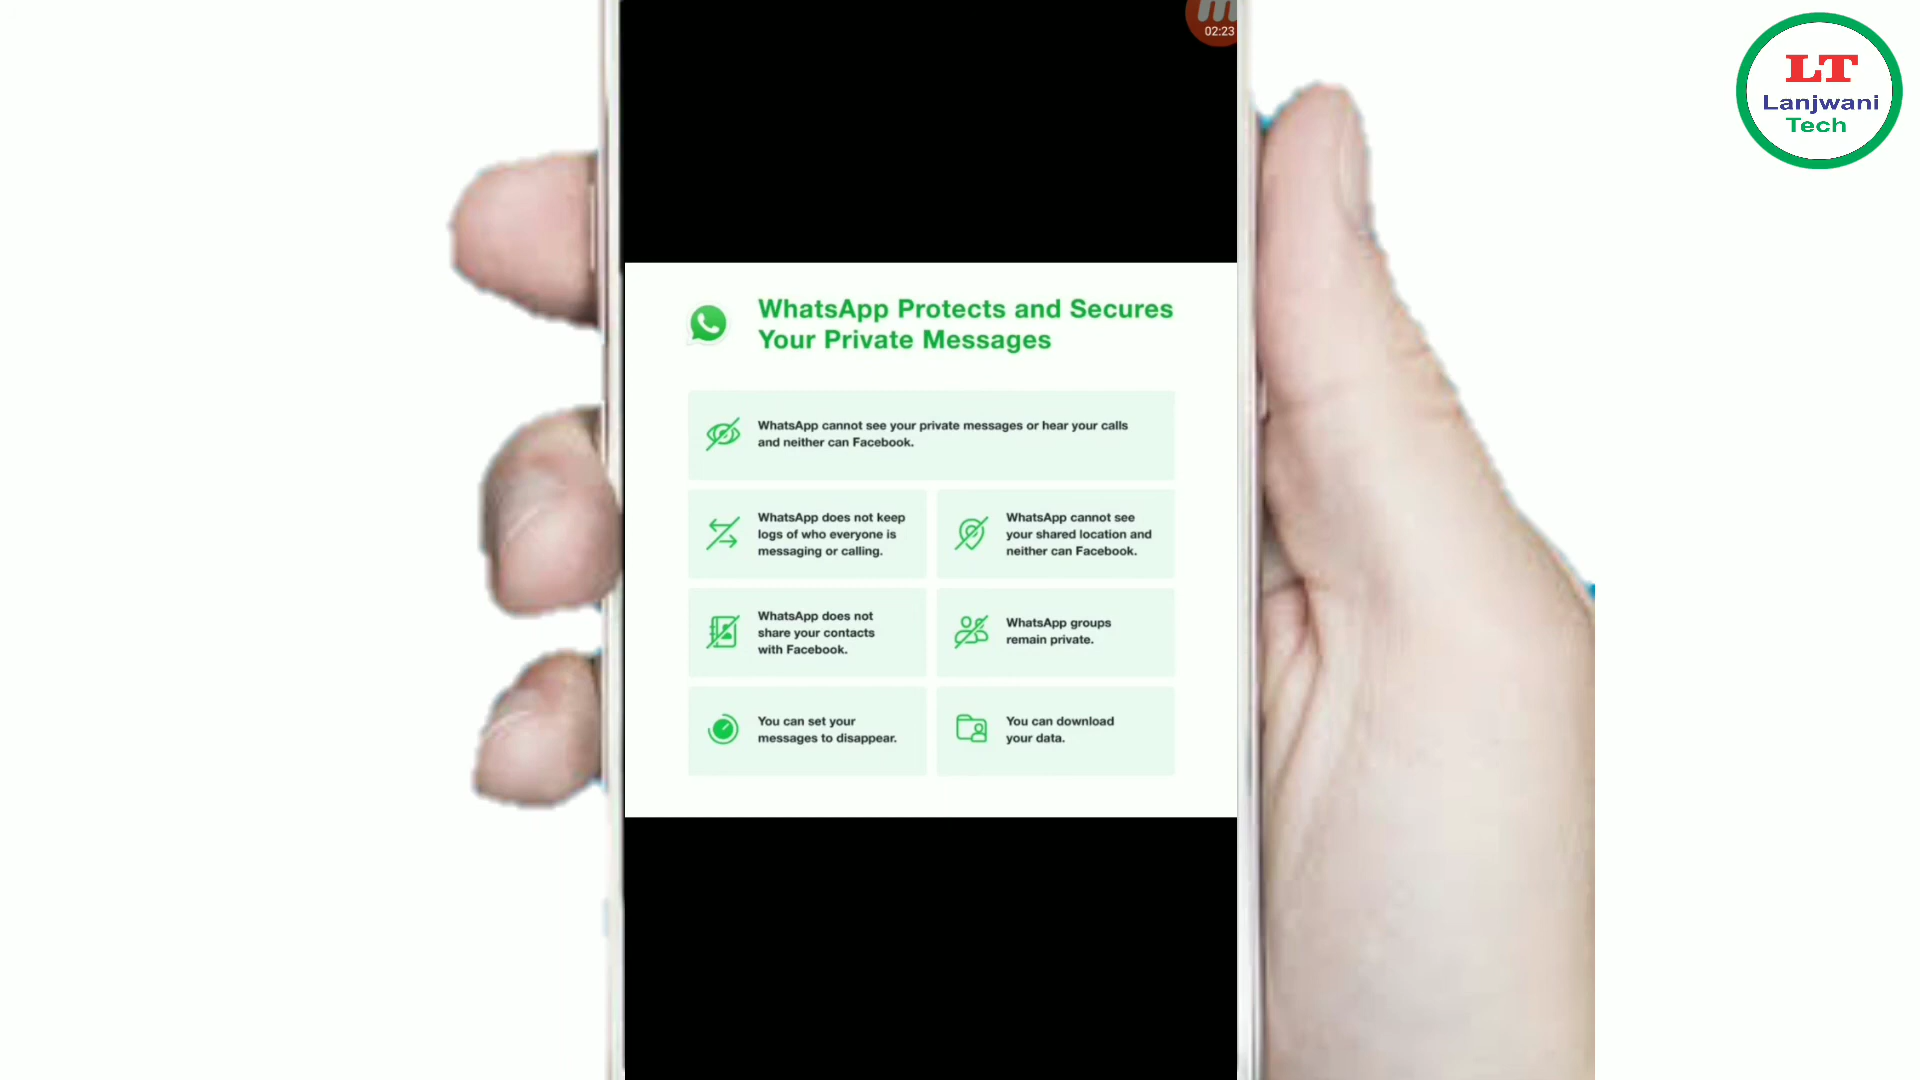 02:23
LT
Lanjwani
Tech
WhatsApp Protects and Secures
Your Private Messages
WhatsApp cannot see your private messages or hear your calls
and neither can Facebook.
WhatsApp does not keep
logs of who everyone is
messaging or calling.
WhatsApp cannot see
your shared location and
neither can Facebook.
WhatsApp does not
share your contacts
with Facebook.
WhatsApp groups
remain private.
You can set your
messages to disappear.
You can download
your data.